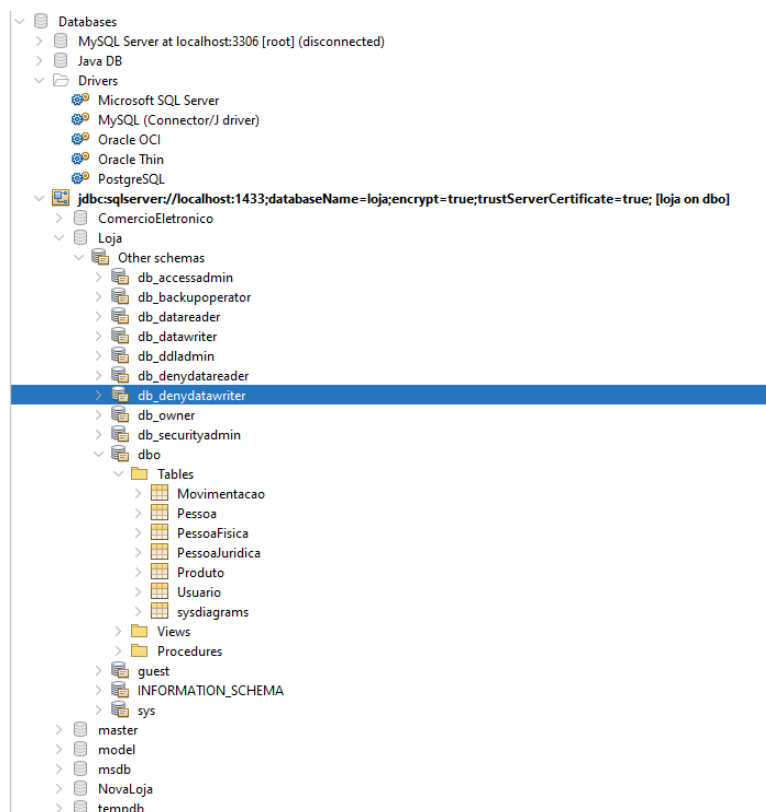 Databases
MySQL Server at localhost:3306 [root] (disconnected)
Java DB
Drivers
Microsoft SQL Server
MySQL (Connector/J driver)
Oracle OCI
Oracle Thin
PostgreSQL
jdbc:sqlserver://localhost:1433;databaseName=loja;encrypt=true;trustServerCertificate=true; [loja on dbo]
ComercioEletronico
Loja
Other schemas
db_accessadmin
db_backupoperator
db_datareader
db_datawriter
db_ddladmin
db_denydatareader
db_denydatawriter
db_owner
db_securityadmin
dbo
Tables
Movimentacao
Pessoa
PessoaFisica
PessoaJuridica
Produto
Usuario
sysdiagrams
Views
Procedures
guest
INFORMATION_SCHEMA
sys
master
model
msdb
NovaLoja
tempdb